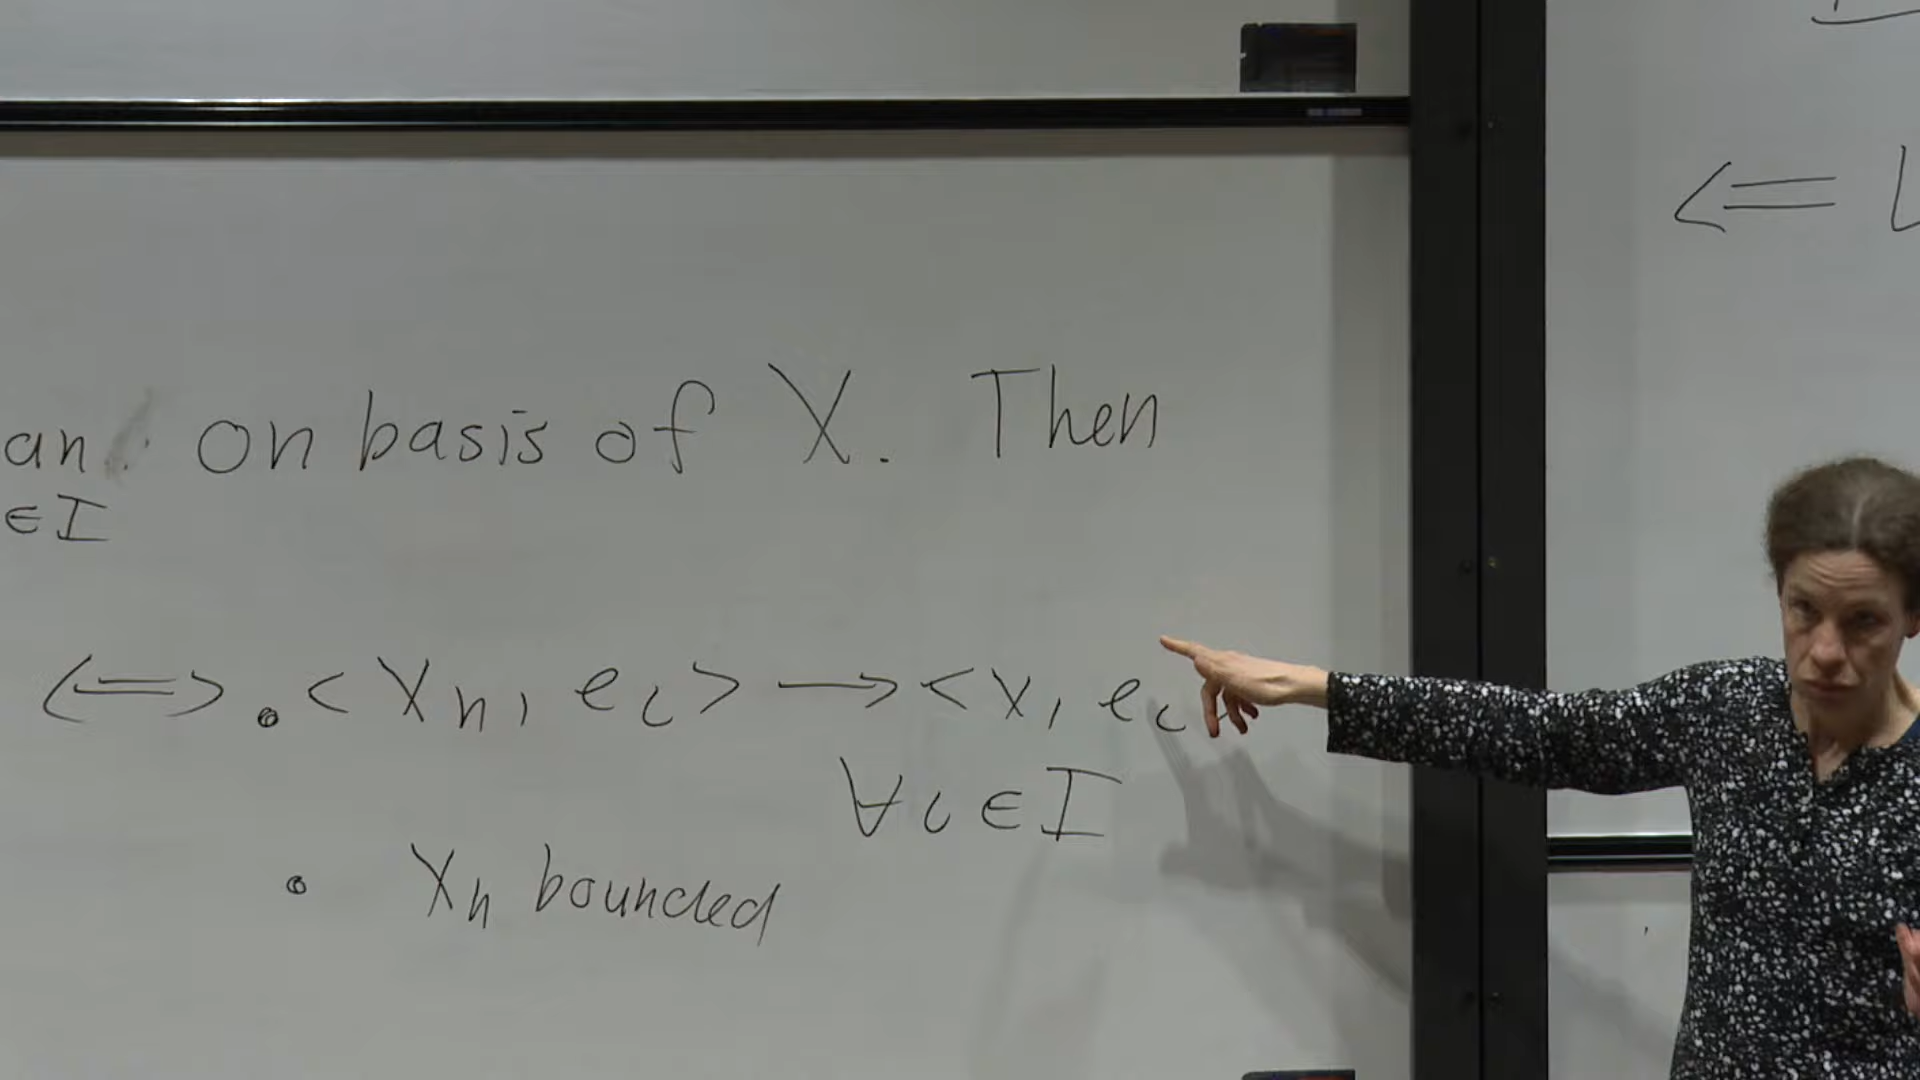 an on basis of X. Then
∈I
<=> • <Xn, eι> → <x, eι
∀ι∈I
• Xn bounded
<=